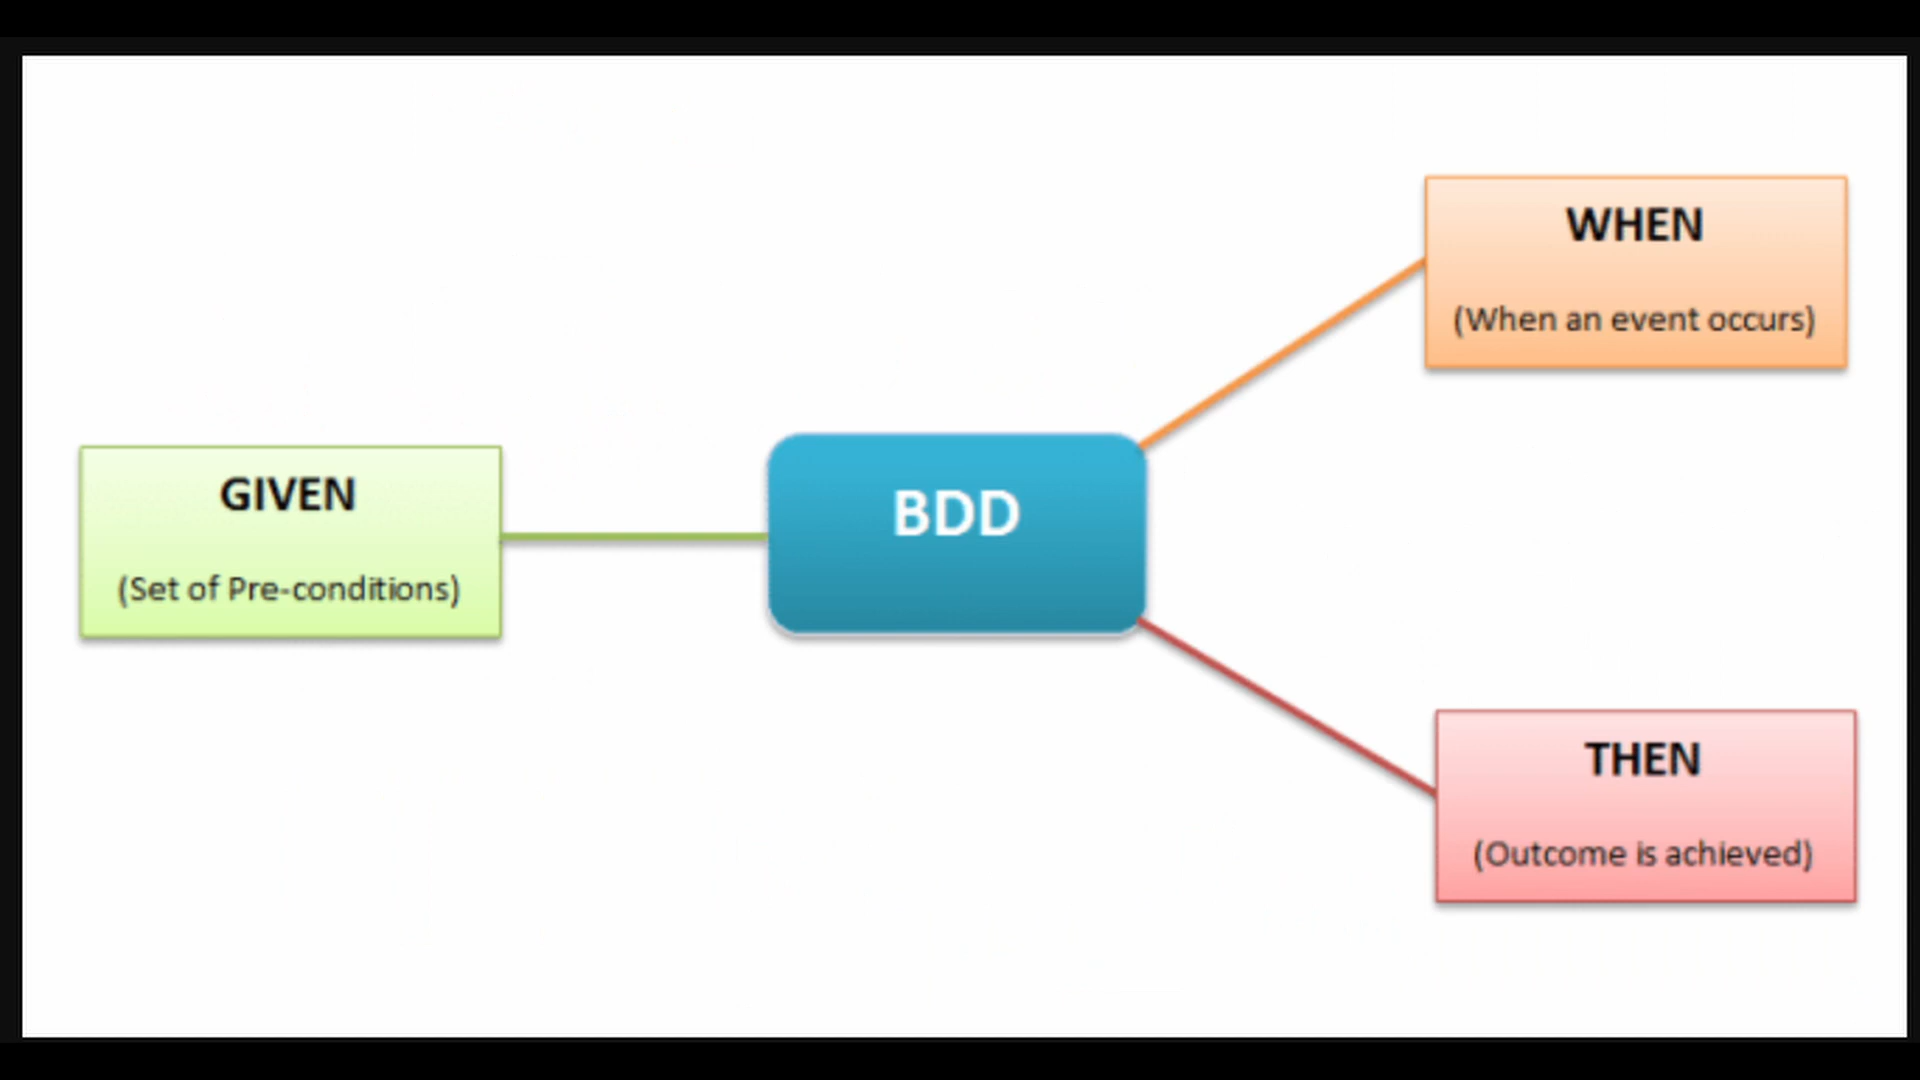 GIVEN
(Set of Pre-conditions)
BDD
WHEN
(When an event occurs)
THEN
(Outcome is achieved)